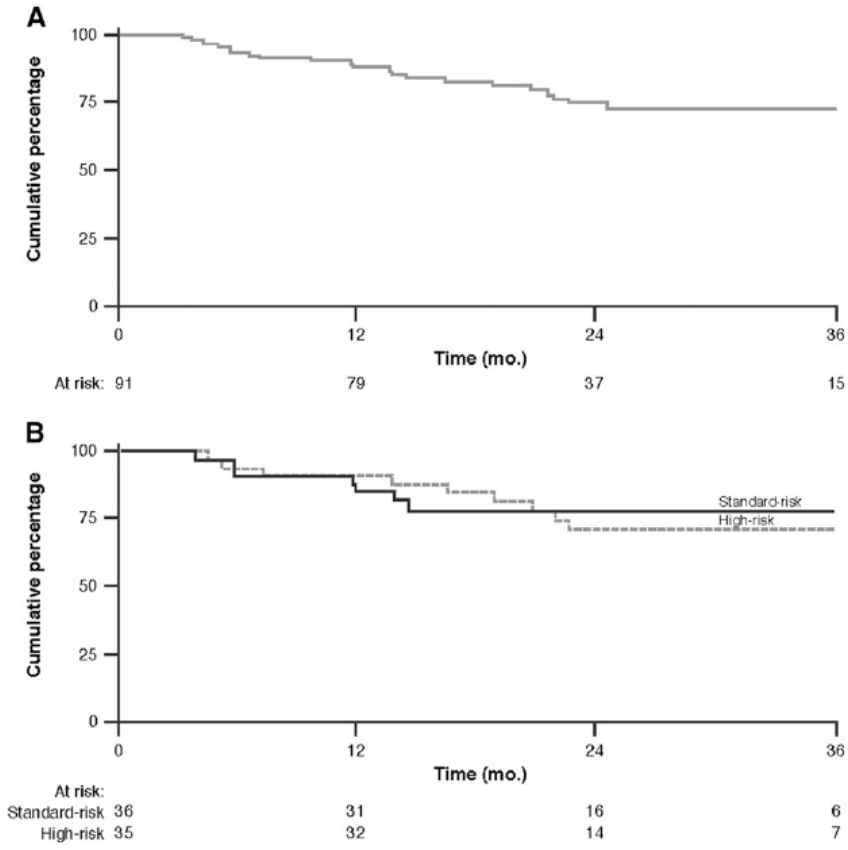 A
Cumulative percentage
100
75
50
25
0
0 12 24 36
Time (mo.)
At risk: 91 79 37 15
B
Cumulative percentage
100
75
50
25
0
Standard-risk
High-risk
0 12 24 36
Time (mo.)
At risk:
Standard-risk 36 31 16 6
High-risk 35 32 14 7